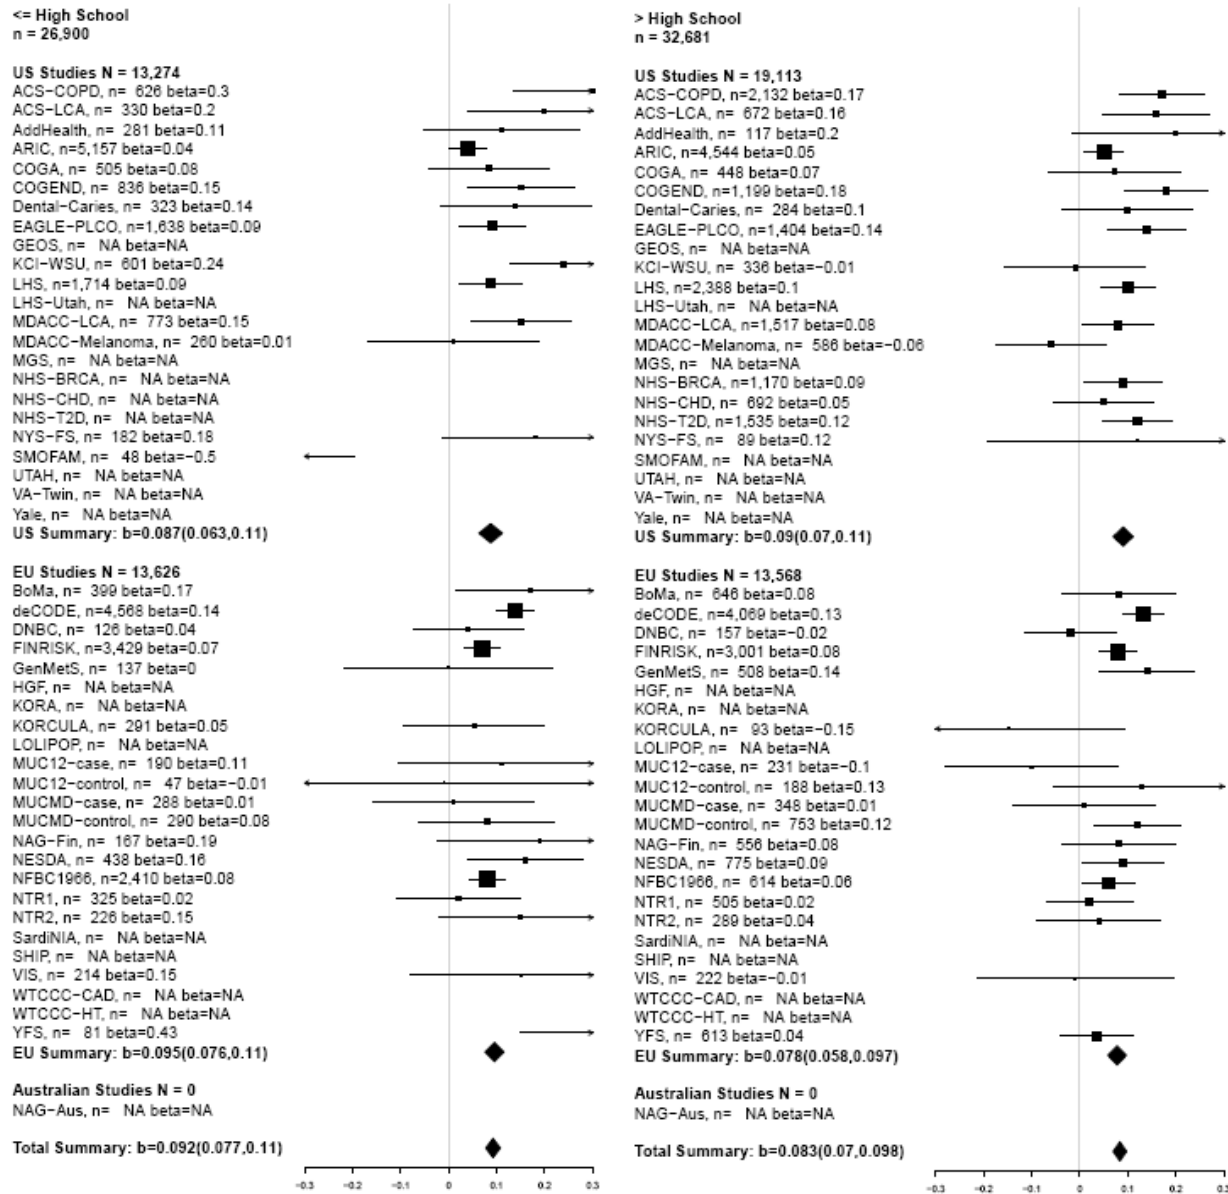 <= High School
n = 26,900
US Studies N = 13,274
ACS-COPD, n= 626 beta=0.3
ACS-LCA, n= 330 beta=0.2
AddHealth, n= 281 beta=0.11
ARIC, n=5,157 beta=0.04
COGA, n= 505 beta=0.08
COGEND, n= 836 beta=0.15
Dental-Caries, n= 323 beta=0.14
EAGLE-PLCO, n=1,638 beta=0.09
GEOS, n= NA beta=NA
KCI-WSU, n= 601 beta=0.24
LHS, n=1,714 beta=0.09
LHS-Utah, n= NA beta=NA
MDACC-LCA, n= 773 beta=0.15
MDACC-Melanoma, n= 260 beta=0.01
MGS, n= NA beta=NA
NHS-BRCA, n= NA beta=NA
NHS-CHD, n= NA beta=NA
NHS-T2D, n= NA beta=NA
NYS-FS, n= 182 beta=0.18
SMOFAM, n= 48 beta=-0.5
UTAH, n= NA beta=NA
VA-Twin, n= NA beta=NA
Yale, n= NA beta=NA
US Summary: b=0.087(0.063,0.11)
EU Studies N = 13,626
BoMa, n= 399 beta=0.17
deCODE, n=4,568 beta=0.14
DNBC, n= 126 beta=0.04
FINRISK, n=3,429 beta=0.07
GenMetS, n= 137 beta=0
HGF, n= NA beta=NA
KORA, n= NA beta=NA
KORCULA, n= 291 beta=0.05
LOLIPOP, n= NA beta=NA
MUC12-case, n= 190 beta=0.11
MUC12-control, n= 47 beta=-0.01
MUCMD-case, n= 288 beta=0.01
MUCMD-control, n= 290 beta=0.08
NAG-Fin, n= 167 beta=0.19
NESDA, n= 438 beta=0.16
NFBC1966, n=2,410 beta=0.08
NTR1, n= 325 beta=0.02
NTR2, n= 226 beta=0.15
SardiNIA, n= NA beta=NA
SHIP, n= NA beta=NA
VIS, n= 214 beta=0.15
WTCCC-CAD, n= NA beta=NA
WTCCC-HT, n= NA beta=NA
YFS, n= 81 beta=0.43
EU Summary: b=0.095(0.076,0.11)
Australian Studies N = 0
NAG-Aus, n= NA beta=NA
Total Summary: b=0.092(0.077,0.11)
-0.3 -0.2 -0.1 0 0.1 0.2 0.3
> High School
n = 32,681
US Studies N = 19,113
ACS-COPD, n=2,132 beta=0.17
ACS-LCA, n= 672 beta=0.16
AddHealth, n= 117 beta=0.2
ARIC, n=4,544 beta=0.05
COGA, n= 448 beta=0.07
COGEND, n=1,199 beta=0.18
Dental-Caries, n= 284 beta=0.1
EAGLE-PLCO, n=1,404 beta=0.14
GEOS, n= NA beta=NA
KCI-WSU, n= 336 beta=-0.01
LHS, n=2,388 beta=0.1
LHS-Utah, n= NA beta=NA
MDACC-LCA, n=1,517 beta=0.08
MDACC-Melanoma, n= 586 beta=-0.06
MGS, n= NA beta=NA
NHS-BRCA, n=1,170 beta=0.09
NHS-CHD, n= 692 beta=0.05
NHS-T2D, n=1,535 beta=0.12
NYS-FS, n= 89 beta=0.12
SMOFAM, n= NA beta=NA
UTAH, n= NA beta=NA
VA-Twin, n= NA beta=NA
Yale, n= NA beta=NA
US Summary: b=0.09(0.07,0.11)
EU Studies N = 13,568
BoMa, n= 646 beta=0.08
deCODE, n=4,069 beta=0.13
DNBC, n= 157 beta=-0.02
FINRISK, n=3,001 beta=0.08
GenMetS, n= 508 beta=0.14
HGF, n= NA beta=NA
KORA, n= NA beta=NA
KORCULA, n= 93 beta=-0.15
LOLIPOP, n= NA beta=NA
MUC12-case, n= 231 beta=-0.1
MUC12-control, n= 188 beta=0.13
MUCMD-case, n= 348 beta=0.01
MUCMD-control, n= 753 beta=0.12
NAG-Fin, n= 556 beta=0.08
NESDA, n= 775 beta=0.09
NFBC1966, n= 614 beta=0.06
NTR1, n= 505 beta=0.02
NTR2, n= 289 beta=0.04
SardiNIA, n= NA beta=NA
SHIP, n= NA beta=NA
VIS, n= 222 beta=-0.01
WTCCC-CAD, n= NA beta=NA
WTCCC-HT, n= NA beta=NA
YFS, n= 613 beta=0.04
EU Summary: b=0.078(0.058,0.097)
Australian Studies N = 0
NAG-Aus, n= NA beta=NA
Total Summary: b=0.083(0.07,0.098)
-0.3 -0.2 -0.1 0 0.1 0.2 0.3